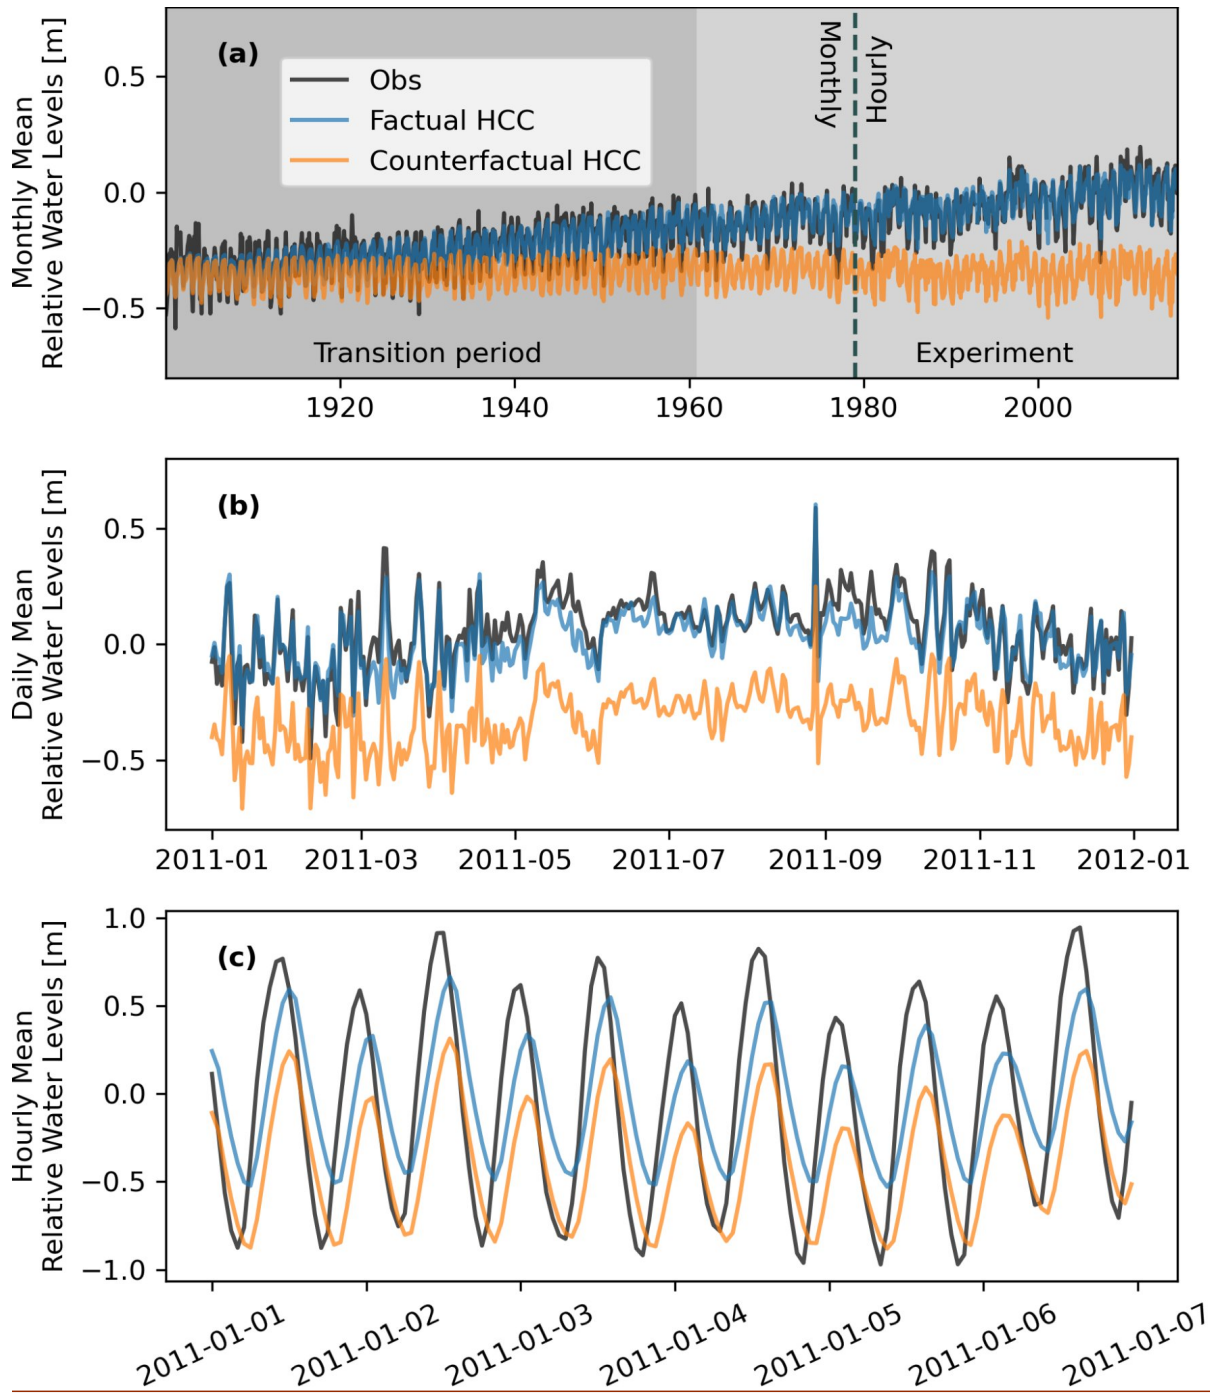 (a)
Obs
Factual HCC
Counterfactual HCC
Monthly
Hourly
Transition period
Experiment
Monthly Mean
Relative Water Levels [m]
0.5
0.0
−0.5
1920
1940
1960
1980
2000
(b)
Daily Mean
Relative Water Levels [m]
0.5
0.0
−0.5
2011-01
2011-03
2011-05
2011-07
2011-09
2011-11
2012-01
(c)
Hourly Mean
Relative Water Levels [m]
1.0
0.5
0.0
−0.5
−1.0
2011-01-01
2011-01-02
2011-01-03
2011-01-04
2011-01-05
2011-01-06
2011-01-07